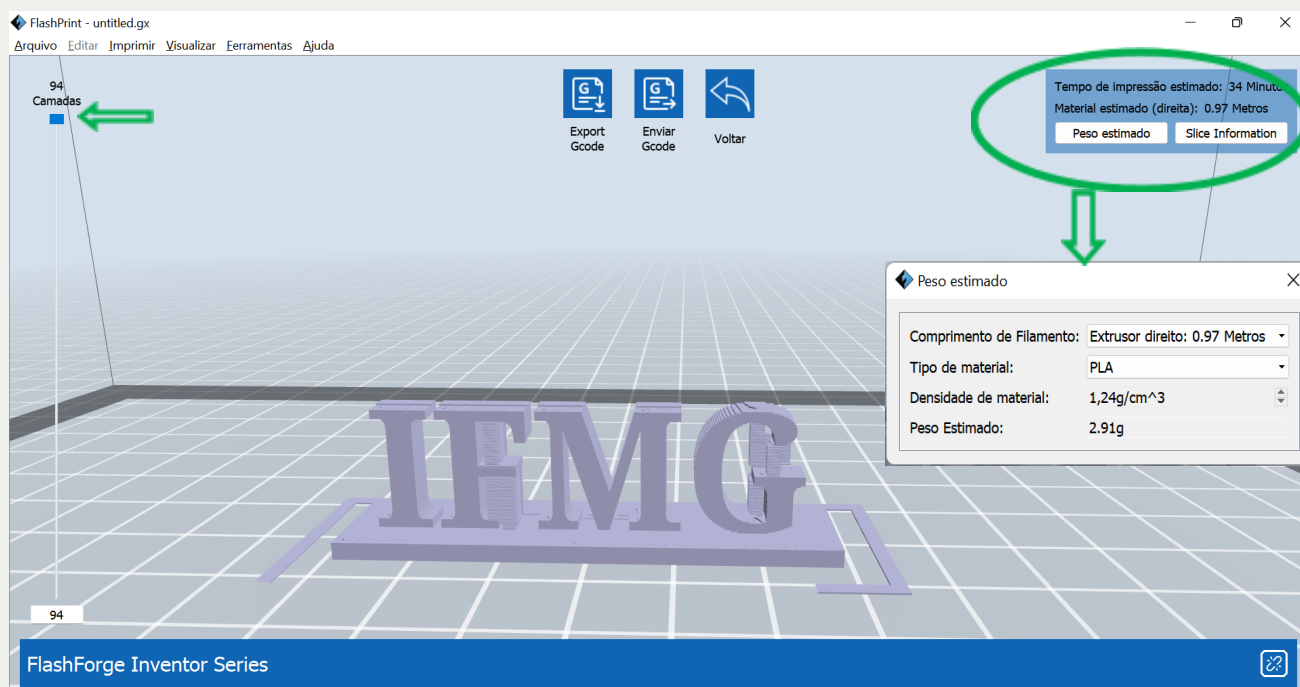 FlashPrint - untitled.gx
Arquivo Editar Imprimir Visualizar Ferramentas Ajuda
94
Camadas
Export
Gcode
Enviar
Gcode
Voltar
Tempo de impressão estimado: 34 Minuto
Material estimado (direita): 0.97 Metros
Peso estimado Slice Information
Peso estimado
Comprimento de Filamento: Extrusor direito: 0.97 Metros
Tipo de material: PLA
Densidade de material: 1,24g/cm^3
Peso Estimado: 2.91g
IFMG
94
FlashForge Inventor Series